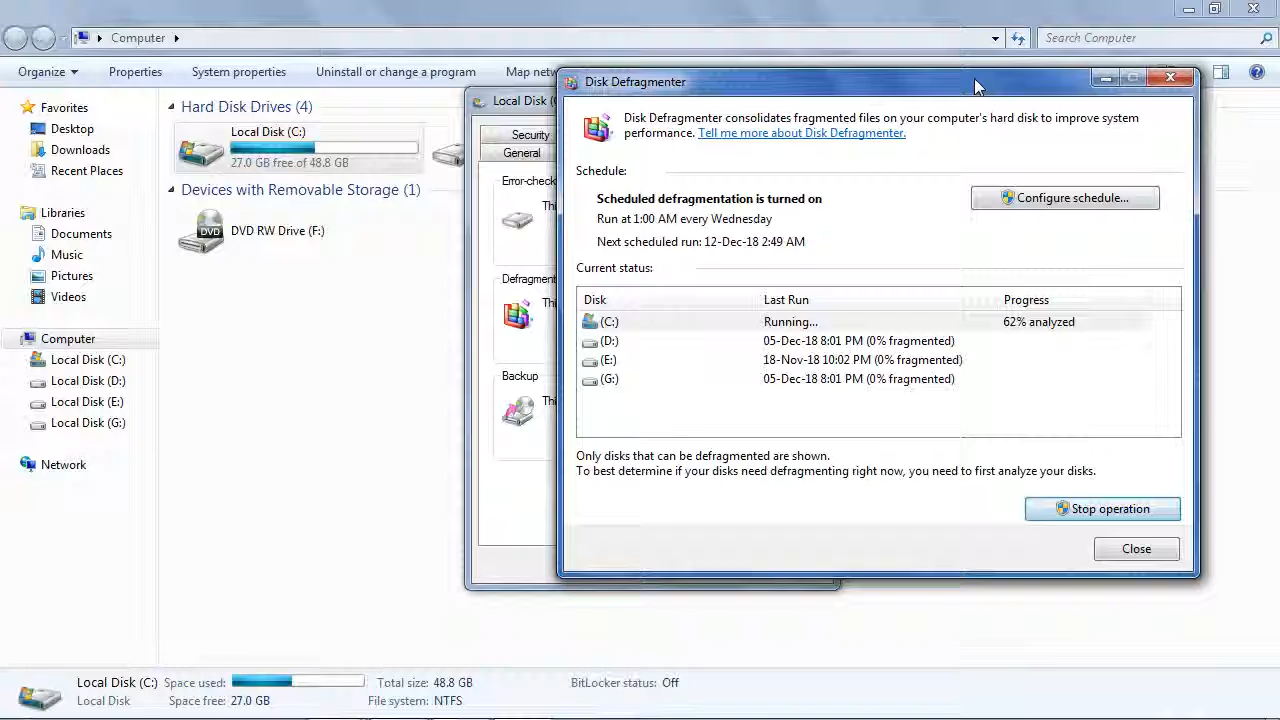 Computer
Search Computer
Organize
Properties
System properties
Uninstall or change a program
Map netw
Favorites
Desktop
Downloads
Recent Places
Libraries
Documents
Music
Pictures
Videos
Computer
Local Disk (C:)
Local Disk (D:)
Local Disk (E:)
Local Disk (G:)
Network
Hard Disk Drives (4)
Local Disk (C:)
27.0 GB free of 48.8 GB
Devices with Removable Storage (1)
DVD
DVD RW Drive (F:)
Local Disk (
Security
General
Error-check
Thi
Defragment
Thi
Backup
Thi
Disk Defragmenter
Disk Defragmenter consolidates fragmented files on your computer's hard disk to improve system
performance. Tell me more about Disk Defragmenter.
Schedule:
Scheduled defragmentation is turned on
Run at 1:00 AM every Wednesday
Next scheduled run: 12-Dec-18 2:49 AM
Configure schedule...
Current status:
Disk Last Run Progress
(C:) Running... 62% analyzed
(D:) 05-Dec-18 8:01 PM (0% fragmented)
(E:) 18-Nov-18 10:02 PM (0% fragmented)
(G:) 05-Dec-18 8:01 PM (0% fragmented)
Only disks that can be defragmented are shown.
To best determine if your disks need defragmenting right now, you need to first analyze your disks.
Stop operation
Close
Local Disk (C:) Space used: Total size: 48.8 GB BitLocker status: Off
Local Disk Space free: 27.0 GB File system: NTFS